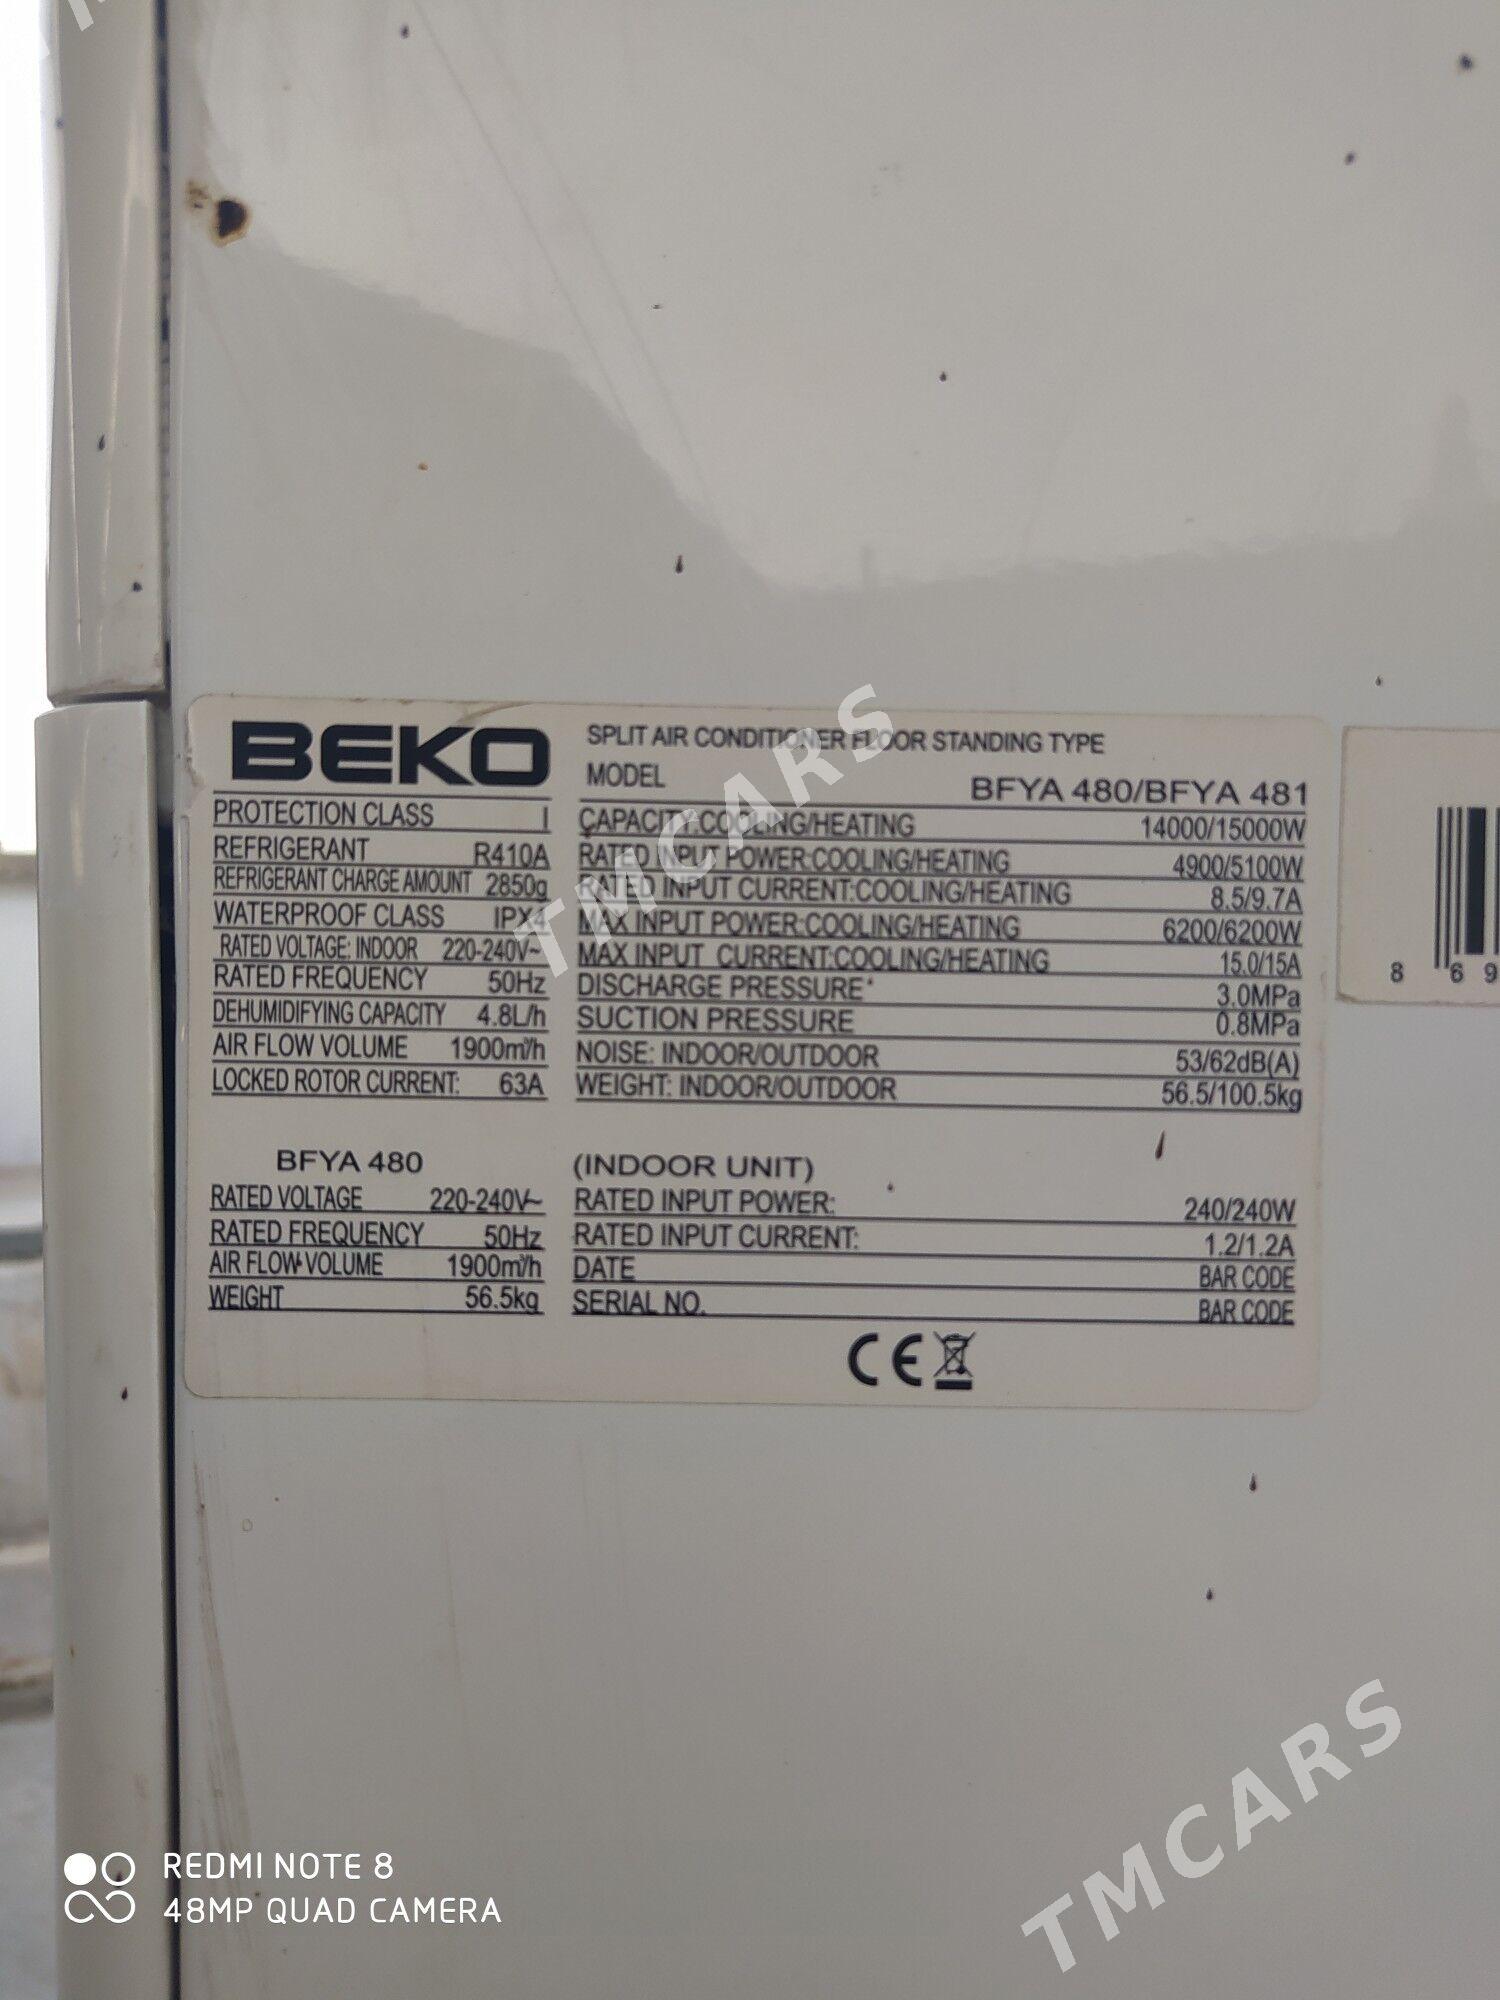 BEKO
SPLIT AIR CONDITIONER FLOOR STANDING TYPE
MODEL BFYA 480/BFYA 481
PROTECTION CLASS I
CAPACITY:COOLING/HEATING 14000/15000W
REFRIGERANT R410A
RATED INPUT POWER:COOLING/HEATING 4900/5100W
REFRIGERANT CHARGE AMOUNT 2850g
RATED INPUT CURRENT:COOLING/HEATING 8.5/9.7A
WATERPROOF CLASS IPX4
MAX INPUT POWER:COOLING/HEATING 6200/6200W
RATED VOLTAGE: INDOOR 220-240V~
MAX INPUT CURRENT:COOLING/HEATING 15.0/15A
RATED FREQUENCY 50Hz
DISCHARGE PRESSURE 3.0MPa
DEHUMIDIFYING CAPACITY 4.8L/h
SUCTION PRESSURE 0.8MPa
AIR FLOW VOLUME 1900m³/h
NOISE: INDOOR/OUTDOOR 53/62dB(A)
LOCKED ROTOR CURRENT: 63A
WEIGHT: INDOOR/OUTDOOR 56.5/100.5kg
BFYA 480 (INDOOR UNIT)
RATED VOLTAGE 220-240V~
RATED INPUT POWER: 240/240W
RATED FREQUENCY 50Hz
RATED INPUT CURRENT: 1.2/1.2A
AIR FLOW VOLUME 1900m³/h
DATE BAR CODE
WEIGHT 56.5kg
SERIAL NO. BAR CODE
CE
8 69
TMCARS
TMCARS
REDMI NOTE 8
48MP QUAD CAMERA